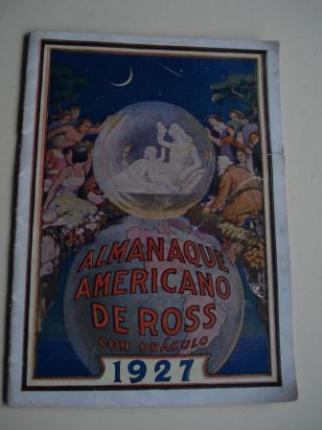 ALMANAQUE
AMERICANO
DE ROSS
CON ORÁCULO
1927